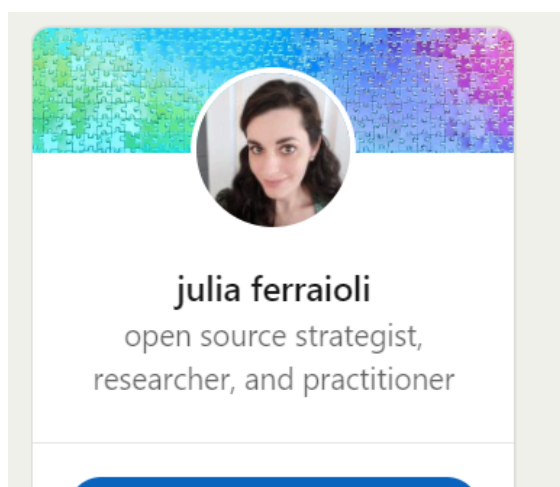 julia ferraioli
open source strategist,
researcher, and practitioner